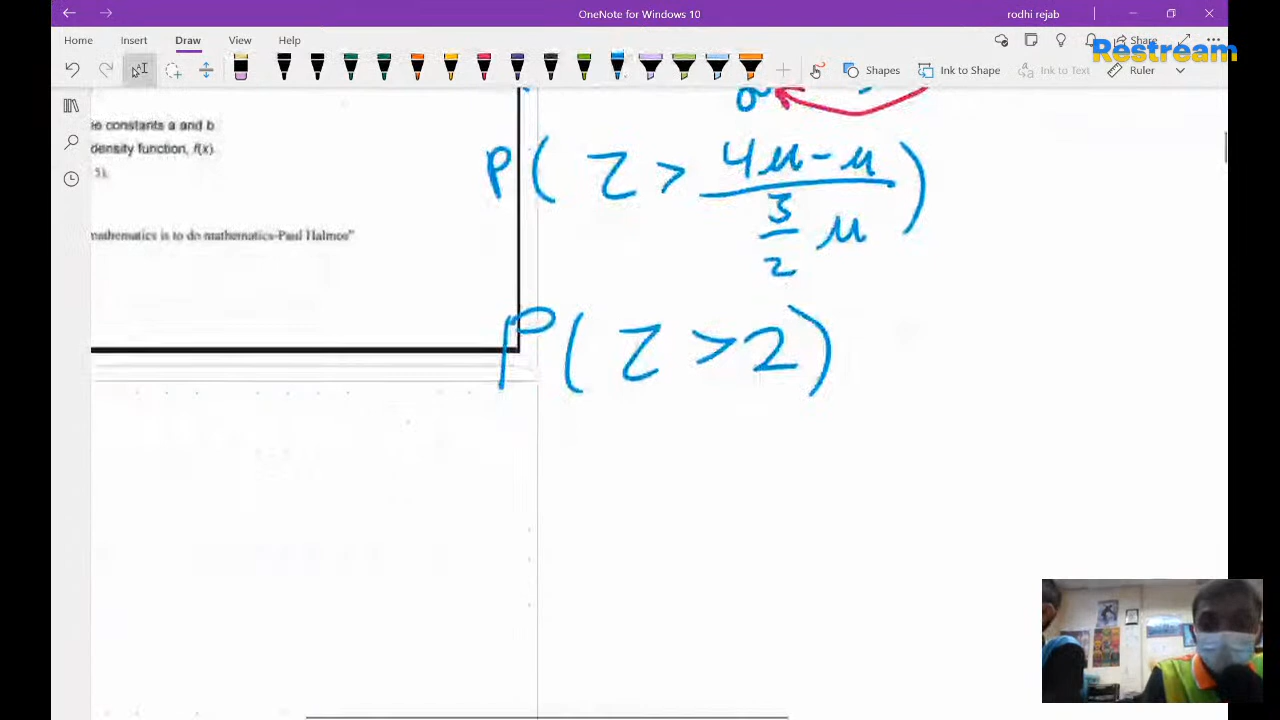 OneNote for Windows 10
rodhi rejab
Home Insert Draw View Help
Share
Restream
Shapes Ink to Shape Ink to Text Ruler
constants a and b
density function, f(x)
5).
mathematics is to do mathematics-Paul Halmos"
σ
P( Z > (4μ - μ)/(3/2 μ) )
P( Z > 2 )